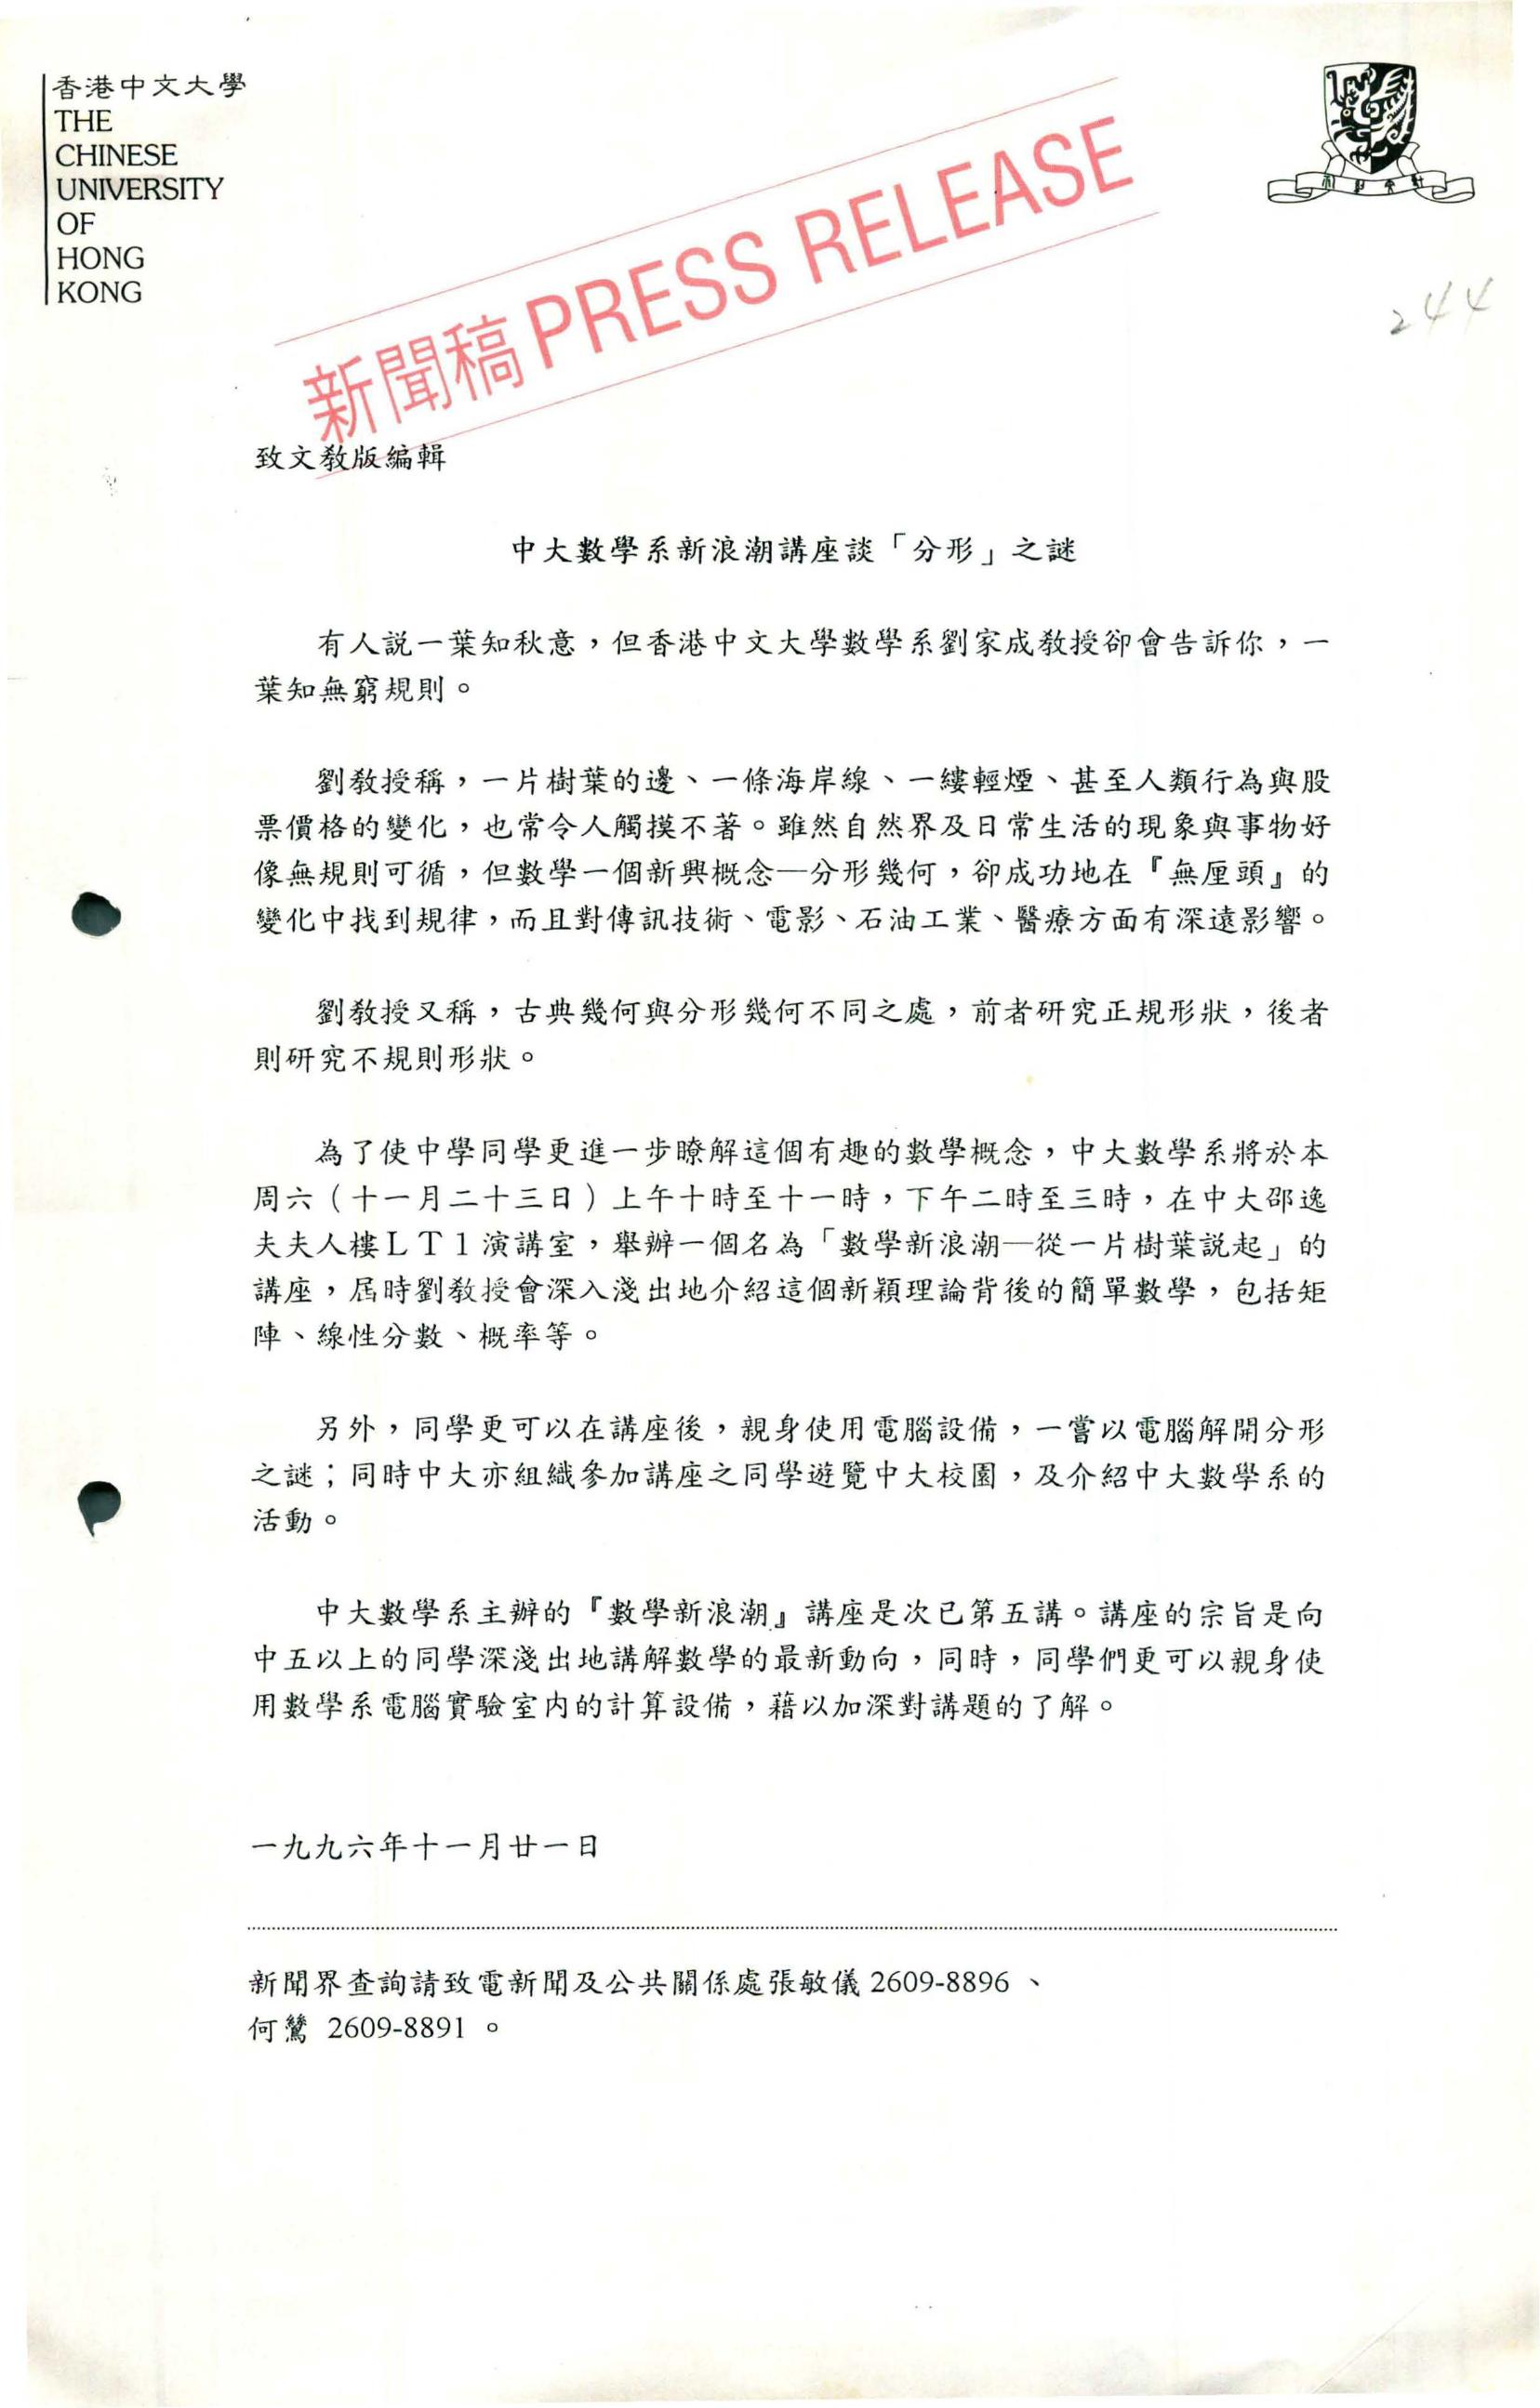 香港中文大學
THE
CHINESE
UNIVERSITY
OF
HONG
KONG
新聞稿 PRESS RELEASE
244
致文教版編輯
中大數學系新浪潮講座談「分形」之謎
有人說一葉知秋意，但香港中文大學數學系劉家成教授卻會告訴你，一
葉知無窮規則。
劉教授稱，一片樹葉的邊、一條海岸線、一縷輕煙、甚至人類行為與股
票價格的變化，也常令人觸摸不著。雖然自然界及日常生活的現象與事物好
像無規則可循，但數學一個新興概念—分形幾何，卻成功地在『無厘頭』的
變化中找到規律，而且對傳訊技術、電影、石油工業、醫療方面有深遠影響。
劉教授又稱，古典幾何與分形幾何不同之處，前者研究正規形狀，後者
則研究不規則形狀。
為了使中學同學更進一步瞭解這個有趣的數學概念，中大數學系將於本
周六（十一月二十三日）上午十時至十一時，下午二時至三時，在中大邵逸
夫夫人樓ＬＴ１演講室，舉辦一個名為「數學新浪潮—從一片樹葉說起」的
講座，屆時劉教授會深入淺出地介紹這個新穎理論背後的簡單數學，包括矩
陣、線性分數、概率等。
另外，同學更可以在講座後，親身使用電腦設備，一嘗以電腦解開分形
之謎；同時中大亦組織參加講座之同學遊覽中大校園，及介紹中大數學系的
活動。
中大數學系主辦的『數學新浪潮』講座是次已第五講。講座的宗旨是向
中五以上的同學深淺出地講解數學的最新動向，同時，同學們更可以親身使
用數學系電腦實驗室內的計算設備，藉以加深對講題的了解。
一九九六年十一月廿一日
新聞界查詢請致電新聞及公共關係處張敏儀 2609-8896 、
何鶯 2609-8891 。